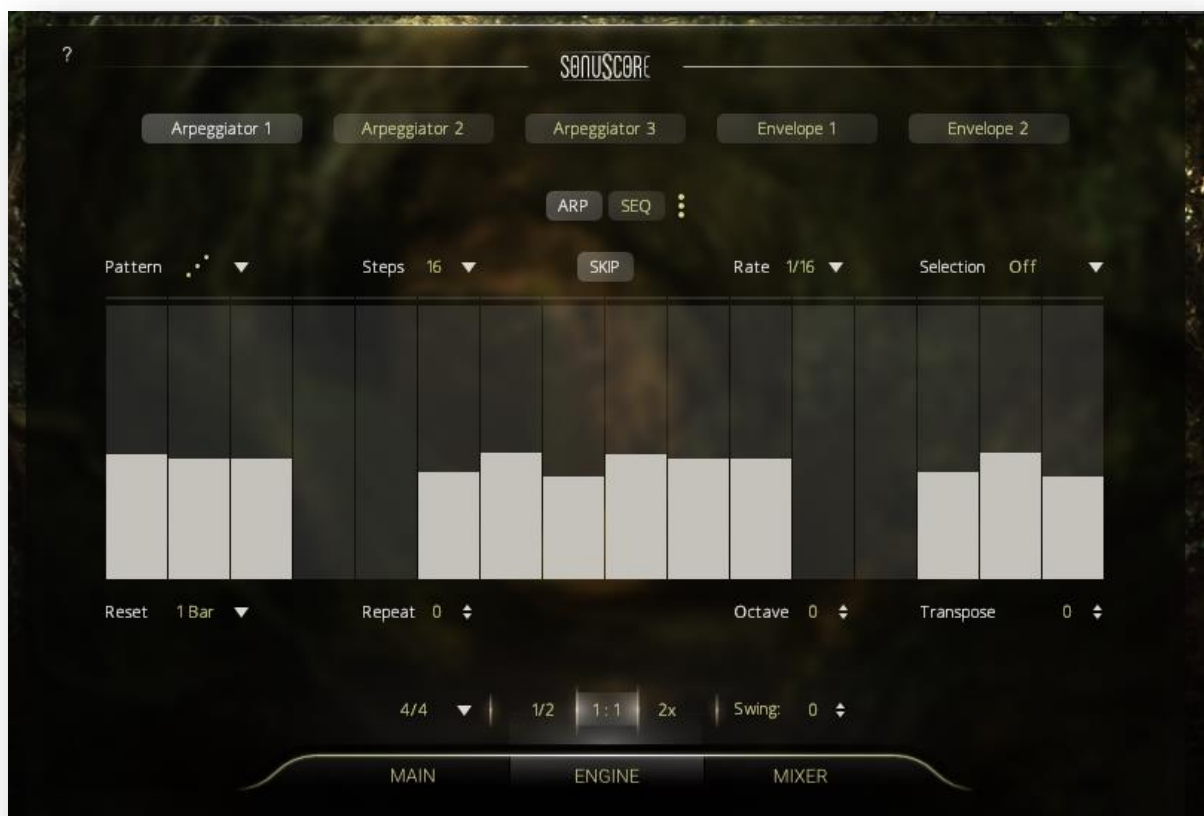 ?
SONUSCORE
Arpeggiator 1 Arpeggiator 2 Arpeggiator 3 Envelope 1 Envelope 2
ARP SEQ
Pattern Steps 16 SKIP Rate 1/16 Selection Off
Reset 1 Bar Repeat 0 Octave 0 Transpose 0
4/4 1/2 1:1 2x Swing: 0
MAIN ENGINE MIXER